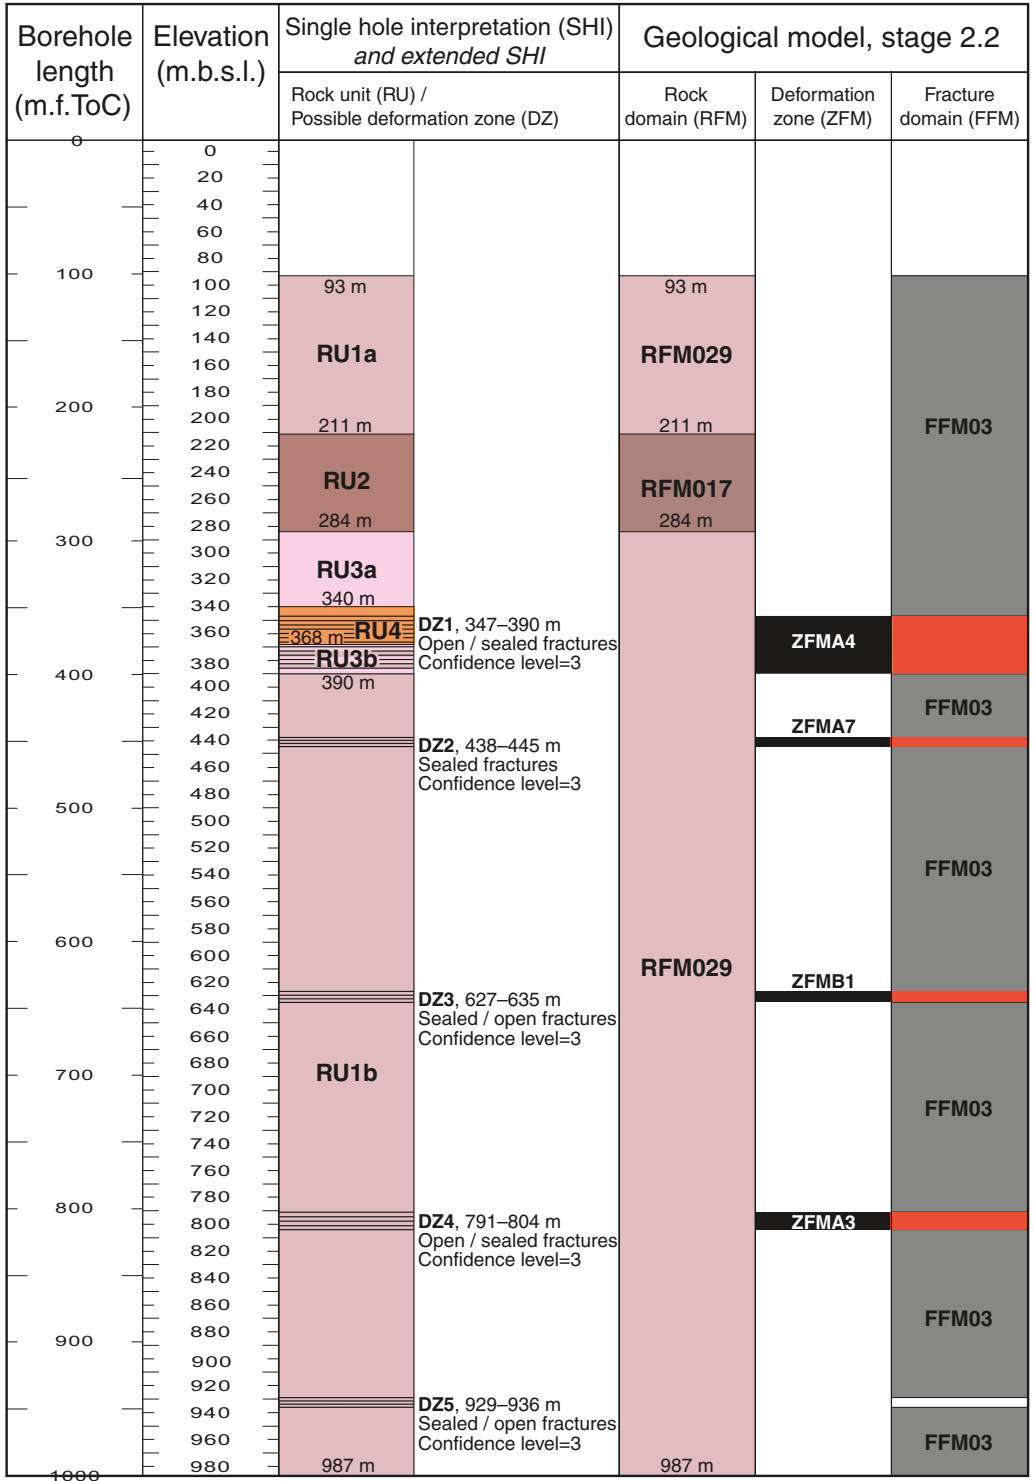 Borehole
length
(m.f.ToC)
Elevation
(m.b.s.l.)
Single hole interpretation (SHI)
and extended SHI
Geological model, stage 2.2
Rock unit (RU) /
Possible deformation zone (DZ)
Rock
domain (RFM)
Deformation
zone (ZFM)
Fracture
domain (FFM)
0
100
200
300
400
500
600
700
800
900
1000
0
20
40
60
80
100
120
140
160
180
200
220
240
260
280
300
320
340
360
380
400
420
440
460
480
500
520
540
560
580
600
620
640
660
680
700
720
740
760
780
800
820
840
860
880
900
920
940
960
980
93 m
RU1a
211 m
RU2
284 m
RU3a
340 m
RU4
368 m
RU3b
390 m
RU1b
987 m
DZ1, 347–390 m
Open / sealed fractures
Confidence level=3
DZ2, 438–445 m
Sealed fractures
Confidence level=3
DZ3, 627–635 m
Sealed / open fractures
Confidence level=3
DZ4, 791–804 m
Open / sealed fractures
Confidence level=3
DZ5, 929–936 m
Sealed / open fractures
Confidence level=3
93 m
RFM029
211 m
RFM017
284 m
RFM029
987 m
ZFMA4
ZFMA7
ZFMB1
ZFMA3
FFM03
FFM03
FFM03
FFM03
FFM03
FFM03